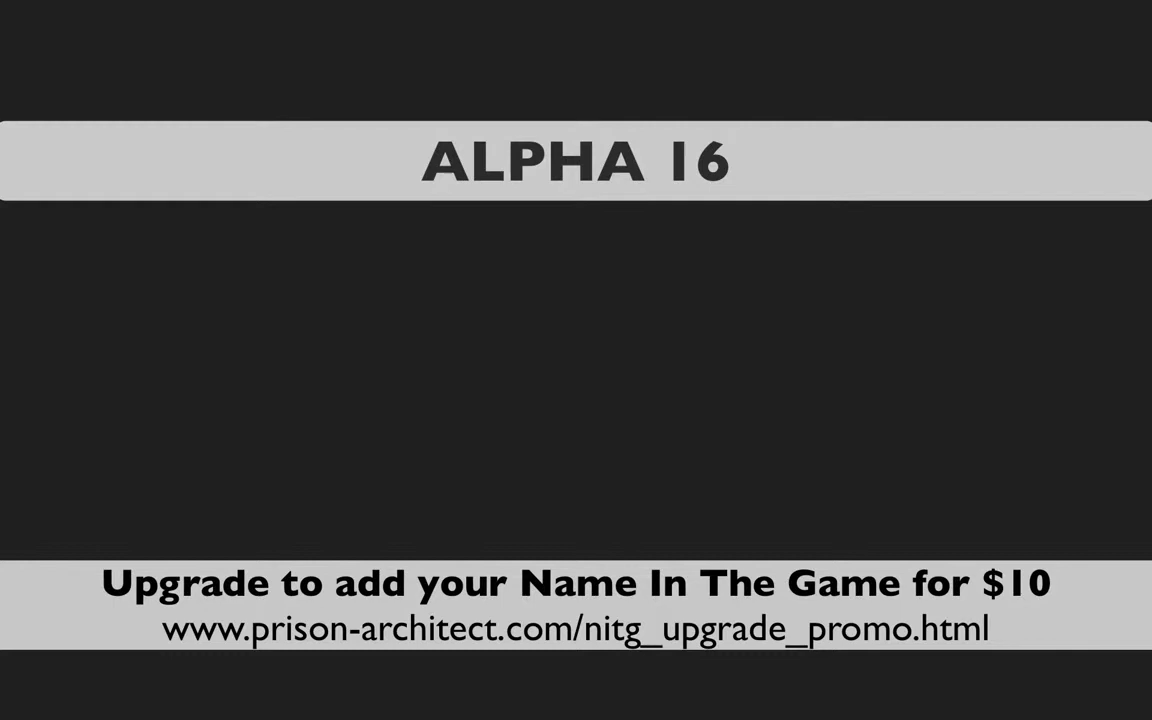 ALPHA 16
Upgrade to add your Name In The Game for $10
www.prison-architect.com/nitg_upgrade_promo.html